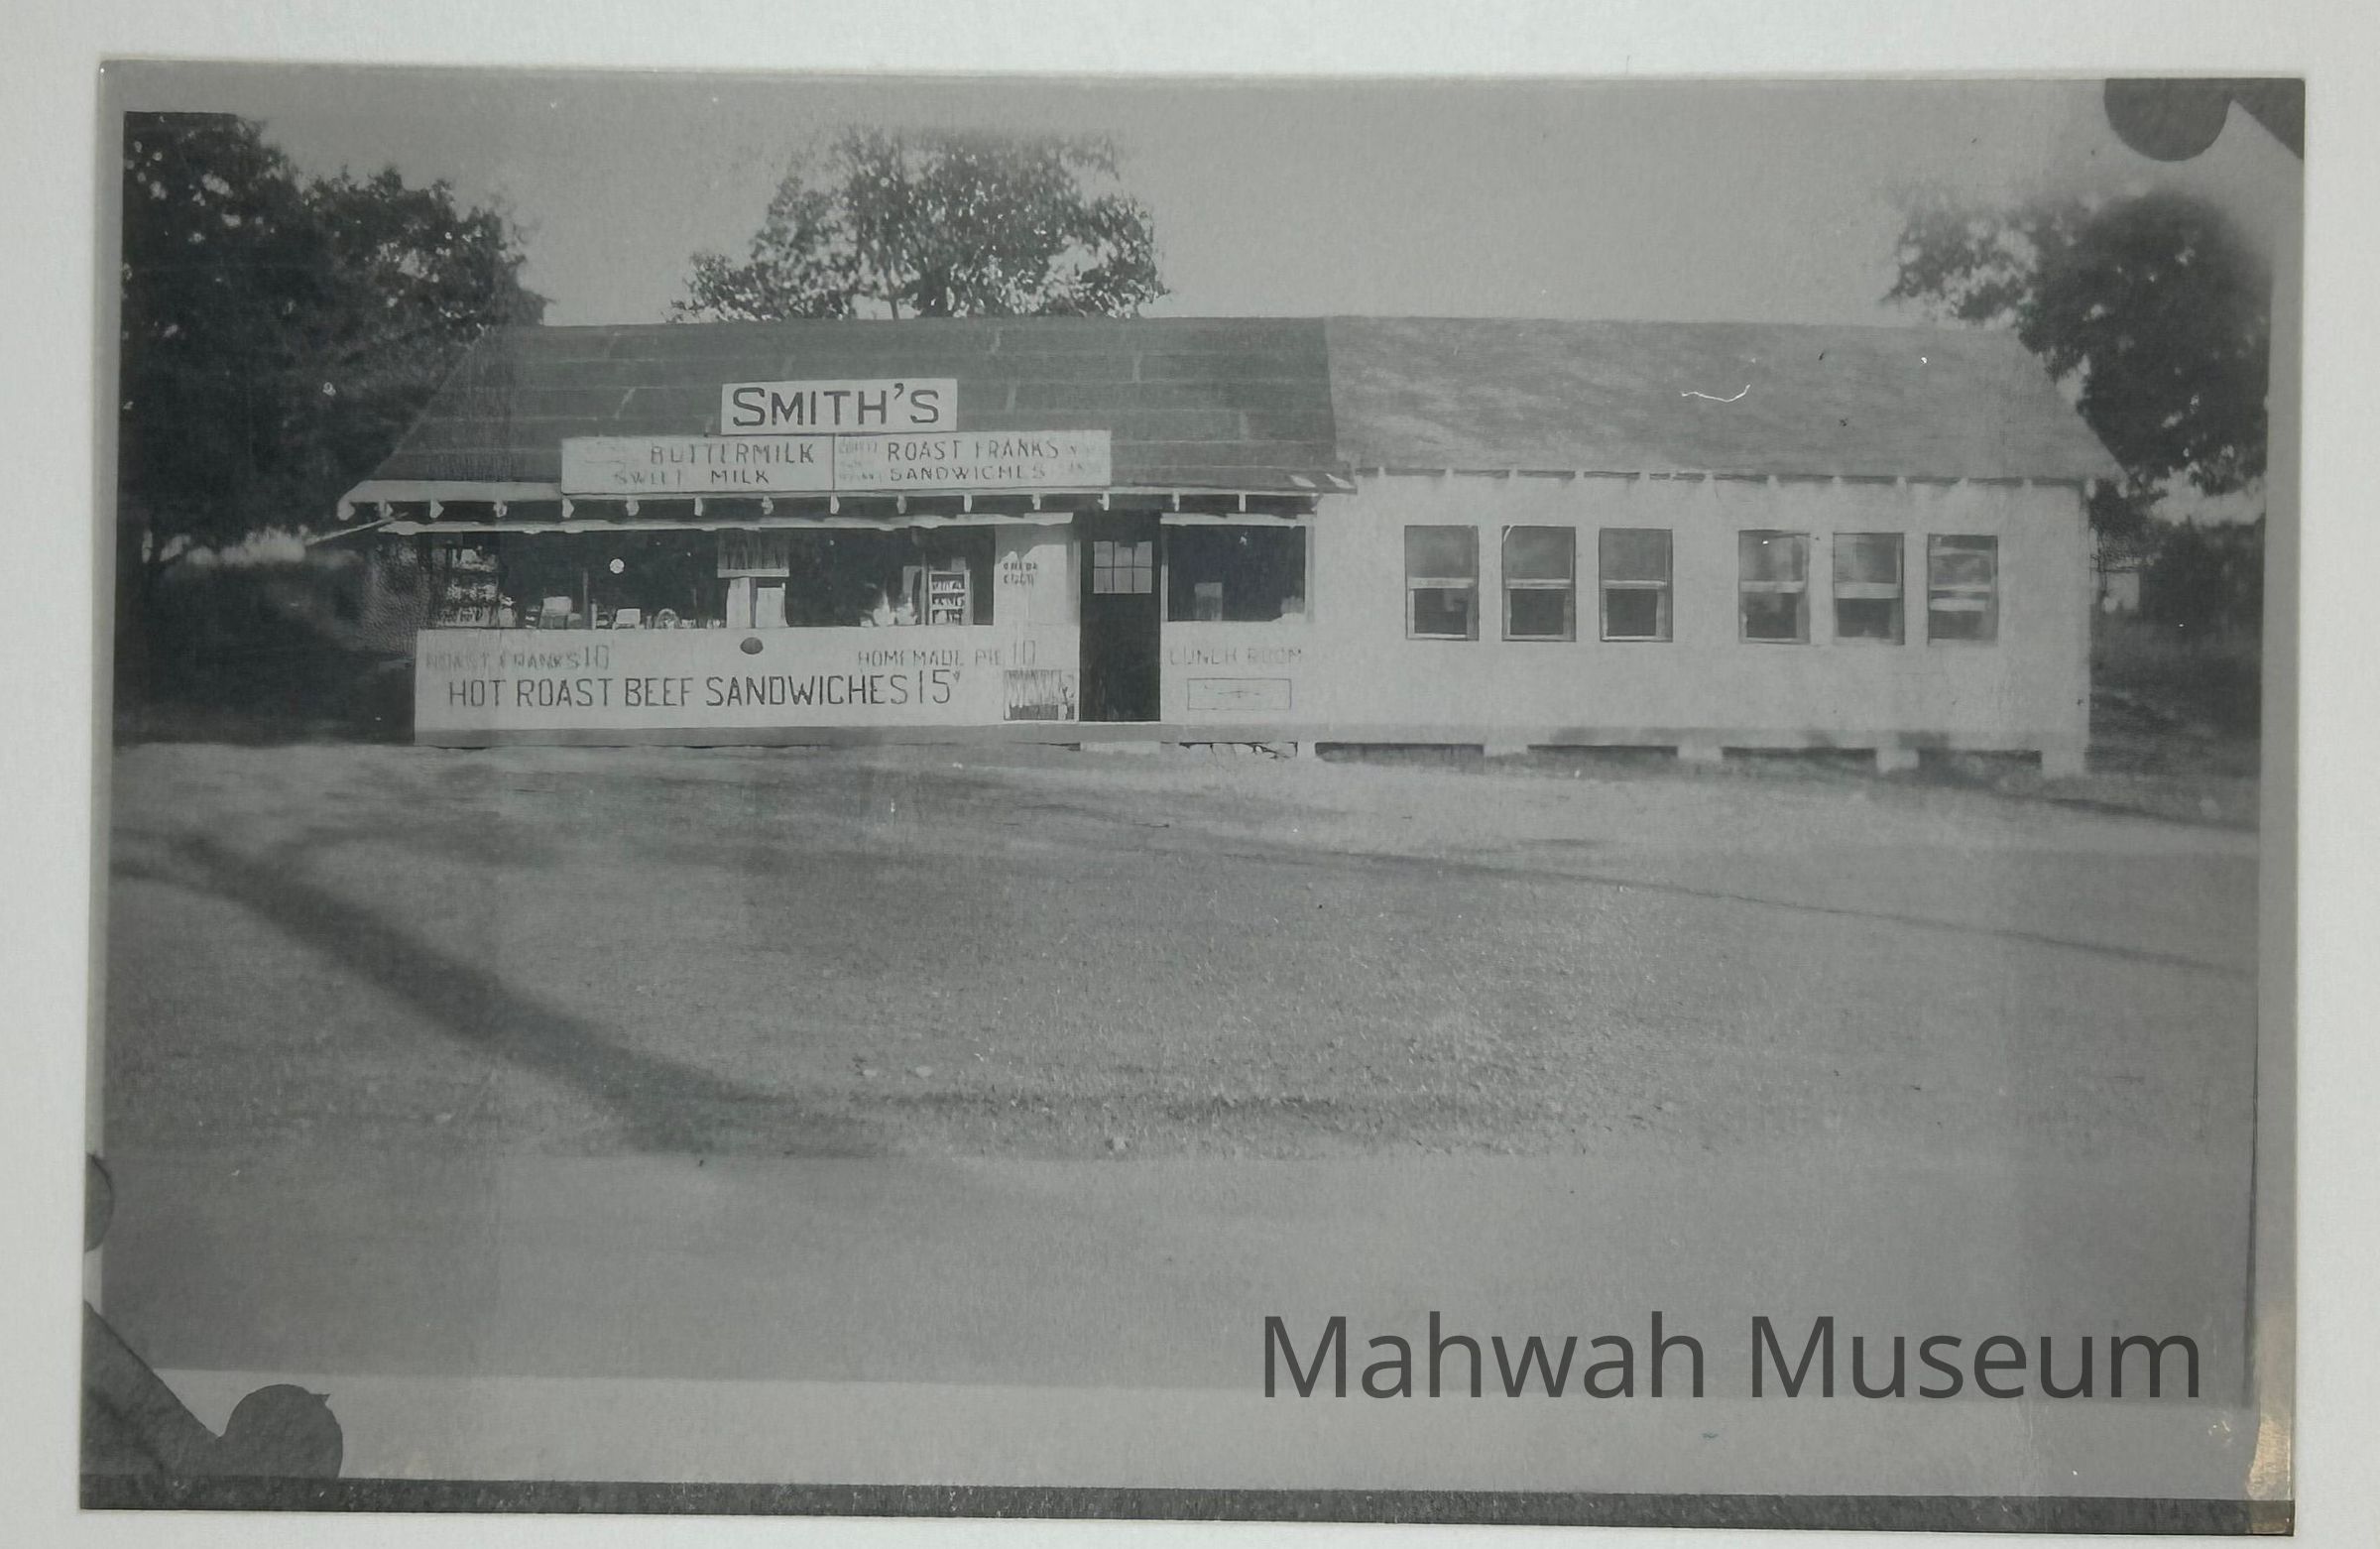 SMITH'S
BUTTERMILK
SWEET MILK
ROAST FRANKS
SANDWICHES
ROAST FRANKS 10
HOMEMADE PIE 10
HOT ROAST BEEF SANDWICHES 15¢
LUNCH ROOM
Mahwah Museum